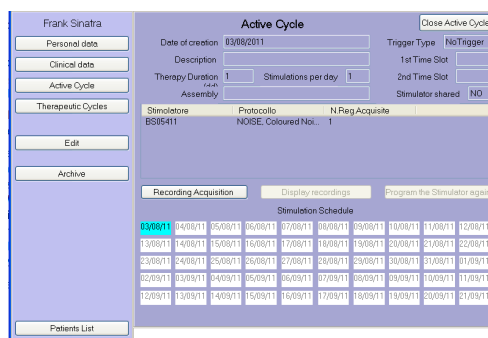 Frank Sinatra
Personal data
Clinical data
Active Cycle
Therapeutic Cycles
Edit
Archive
Patients List
Active Cycle
Close Active Cycle
Date of creation 03/08/2011 Trigger Type NoTrigger
Description 1st Time Slot
Therapy Duration 1 Stimulations per day 1 2nd Time Slot
Assembly Stimulator shared NO
Stimolatore Protocollo N.Reg.Acquisite
BS05411 NOISE, Coloured Noi... 1
Recording Acquisition Display recordings Program the Stimulator again
Stimulation Schedule
03/08/11 04/08/11 05/08/11 06/08/11 07/08/11 08/08/11 09/08/11 10/08/11 11/08/11 12/08/11
13/08/11 14/08/11 15/08/11 16/08/11 17/08/11 18/08/11 19/08/11 20/08/11 21/08/11 22/08/11
23/08/11 24/08/11 25/08/11 26/08/11 27/08/11 28/08/11 29/08/11 30/08/11 31/08/11 01/09/11
02/09/11 03/09/11 04/09/11 05/09/11 06/09/11 07/09/11 08/09/11 09/09/11 10/09/11 11/09/11
12/09/11 13/09/11 14/09/11 15/09/11 16/09/11 17/09/11 18/09/11 19/09/11 20/09/11 21/09/11